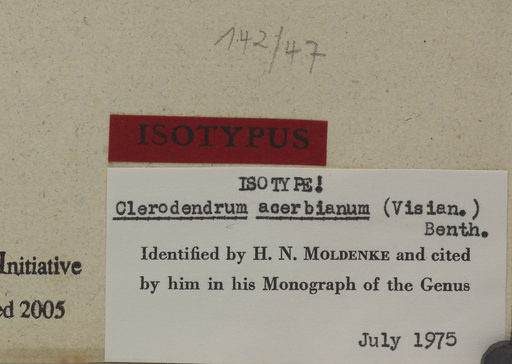 142/47
ISOTYPUS
ISOTYPE!
Clerodendrum acerbianum (Visian.)
Benth.
Identified by H. N. MOLDENKE and cited
by him in his Monograph of the Genus
July 1975
Initiative
ed 2005